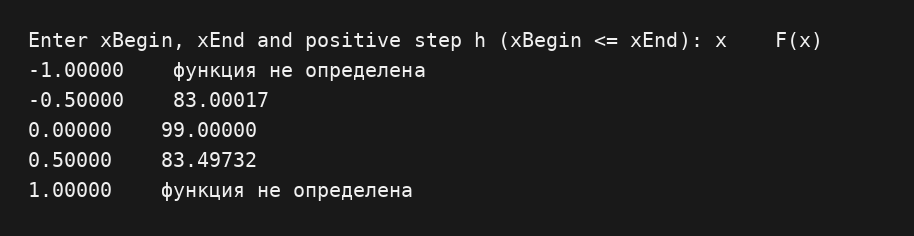 Enter xBegin, xEnd and positive step h (xBegin <= xEnd): x    F(x)
-1.00000    функция не определена
-0.50000    83.00017
0.00000    99.00000
0.50000    83.49732
1.00000    функция не определена